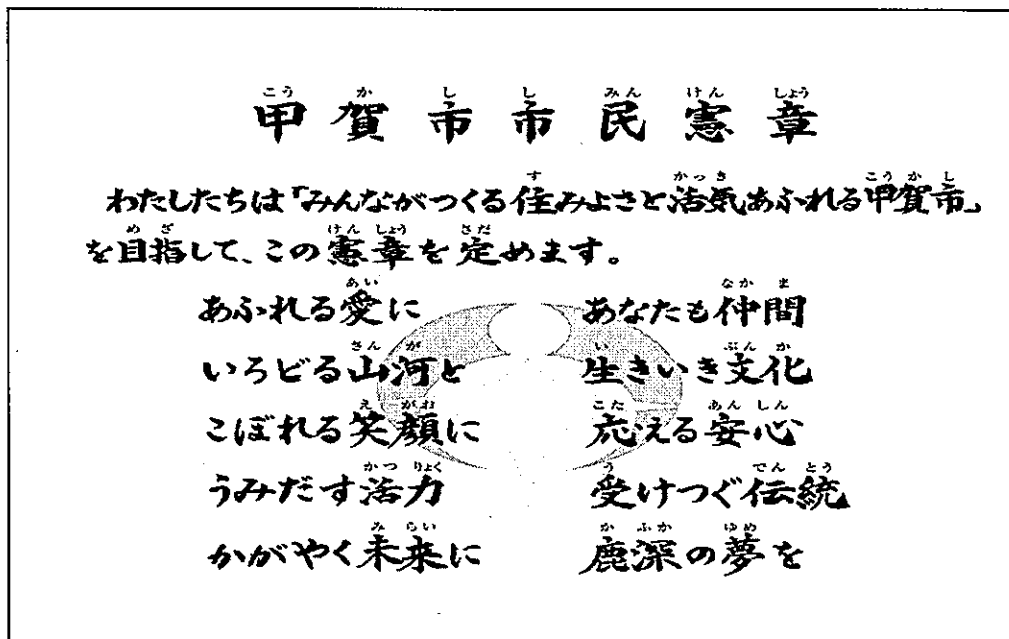 甲賀市市民憲章
わたしたちは「みんながつくる住みよさと活気あふれる甲賀市」
を目指して、この憲章を定めます。
あふれる愛に　あなたも仲間
いろどる山河と　生きいき文化
こぼれる笑顔に　応える安心
うみだす活力　受けつぐ伝統
かがやく未来に　鹿深の夢を